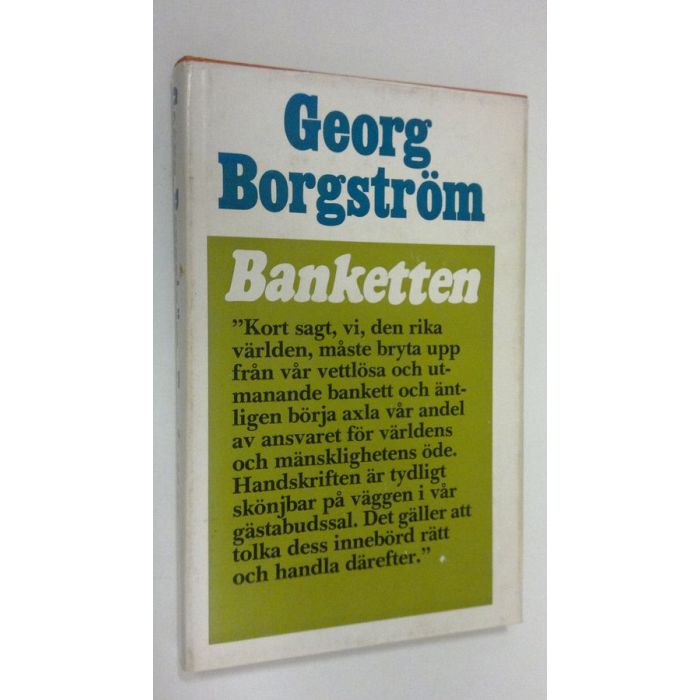 Georg
Borgström
Banketten
”Kort sagt, vi, den rika
världen, måste bryta upp
från vår vettlösa och ut-
manande bankett och änt-
ligen börja axla vår andel
av ansvaret för världens
och mänsklighetens öde.
Handskriften är tydligt
skönjbar på väggen i vår
gästabudssal. Det gäller att
tolka dess innebörd rätt
och handla därefter.”